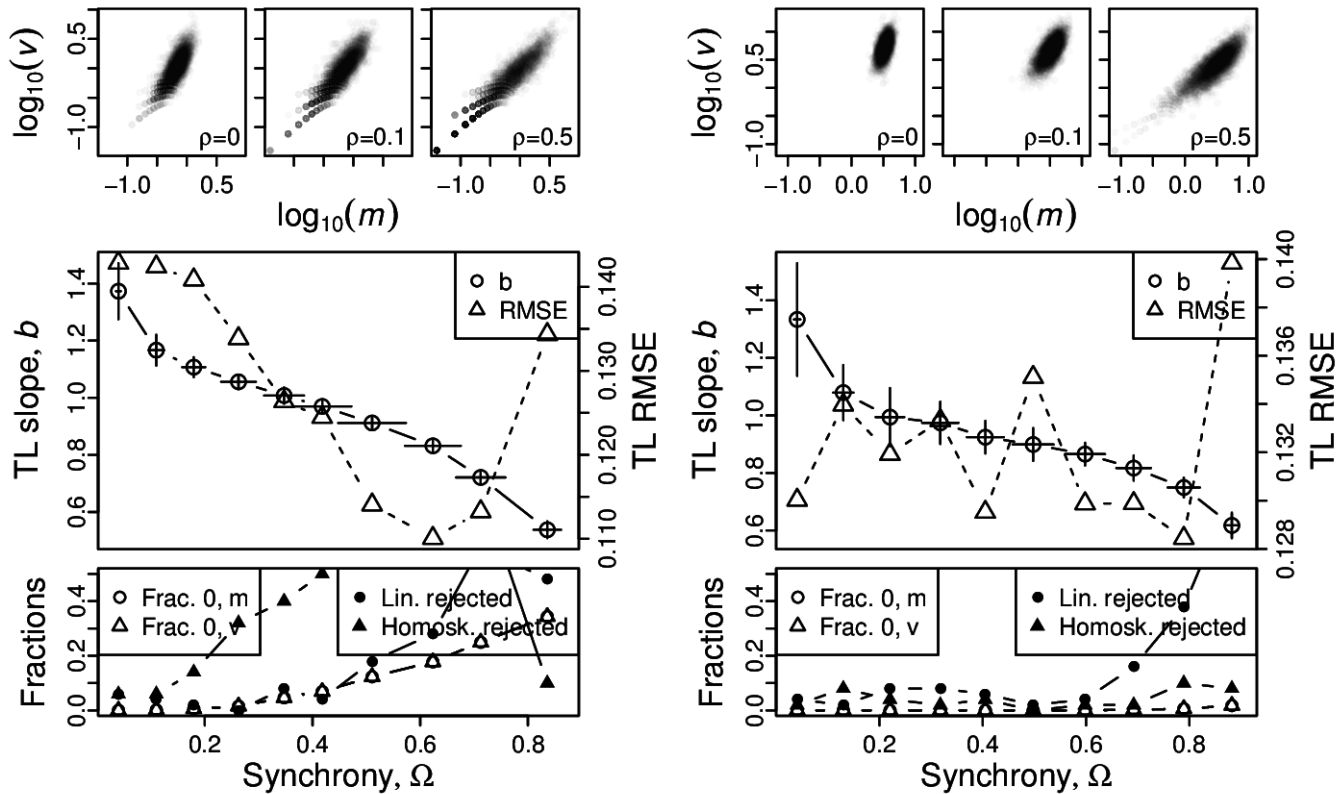 log10(v)
0.5
-1.0
ρ=0
ρ=0.1
ρ=0.5
-1.0 0.5 -1.0 0.5
log10(m)
log10(v)
0.5
-1.0
ρ=0
ρ=0.1
ρ=0.5
-1.0 0.0 1.0 -1.0 0.0 1.0
log10(m)
TL slope, b
1.4
1.2
1.0
0.8
0.6
b
RMSE
0.140
0.130
0.120
0.110
TL RMSE
TL slope, b
1.4
1.2
1.0
0.8
0.6
b
RMSE
0.140
0.136
0.132
0.128
TL RMSE
Fractions
0.4
0.2
0.0
Frac. 0, m
Frac. 0, v
Lin. rejected
Homosk. rejected
0.2 0.4 0.6 0.8
Synchrony, Ω
Fractions
0.4
0.2
0.0
Frac. 0, m
Frac. 0, v
Lin. rejected
Homosk. rejected
0.2 0.4 0.6 0.8
Synchrony, Ω